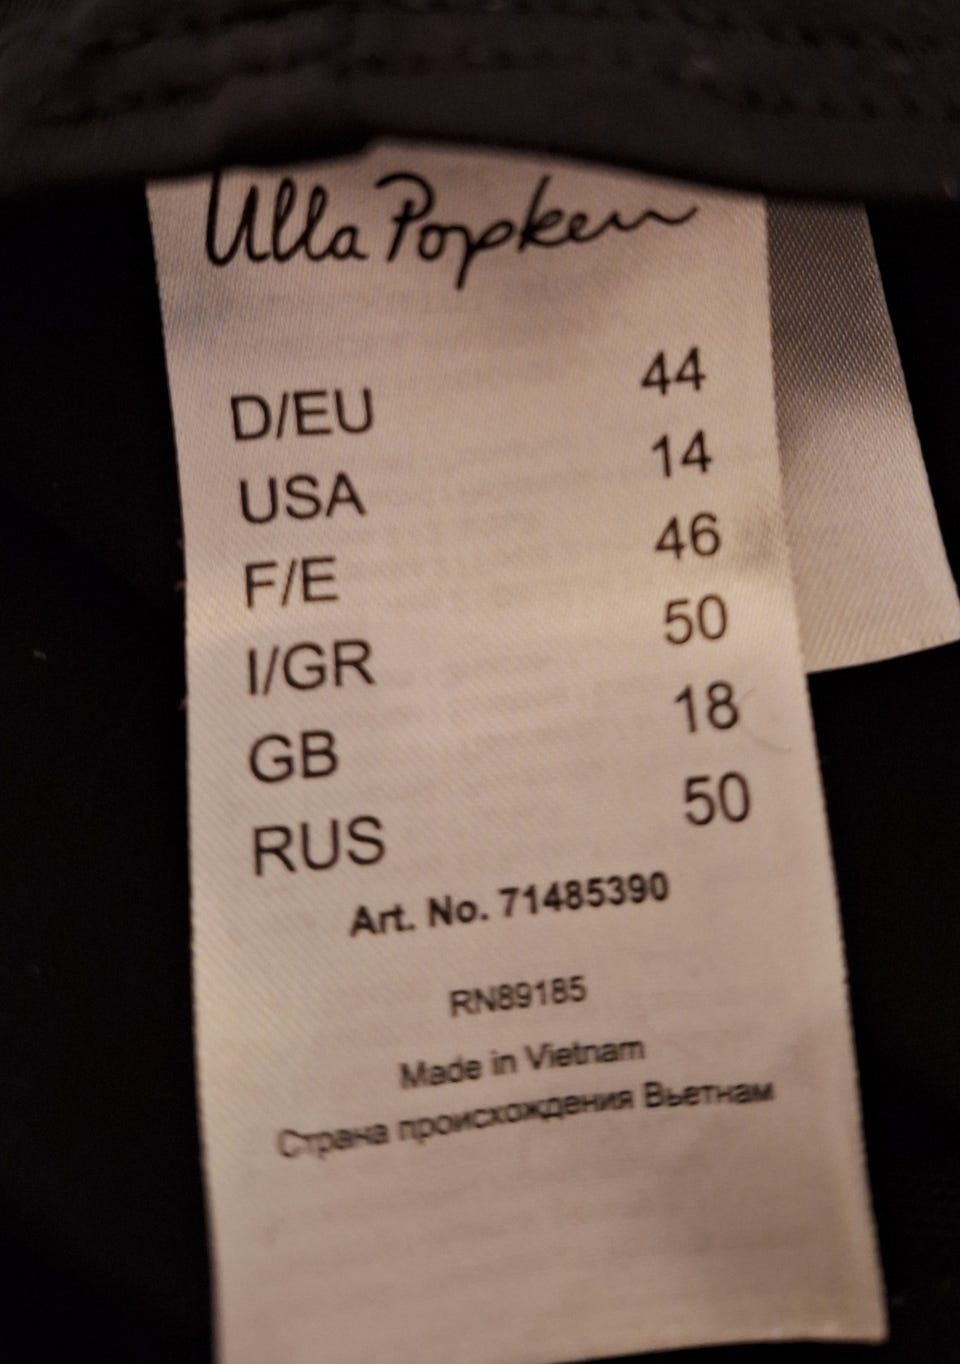 Ulla Popken
D/EU 44
USA 14
F/E 46
I/GR 50
GB 18
RUS 50
Art. No. 71485390
RN89185
Made in Vietnam
Страна происхождения Вьетнам